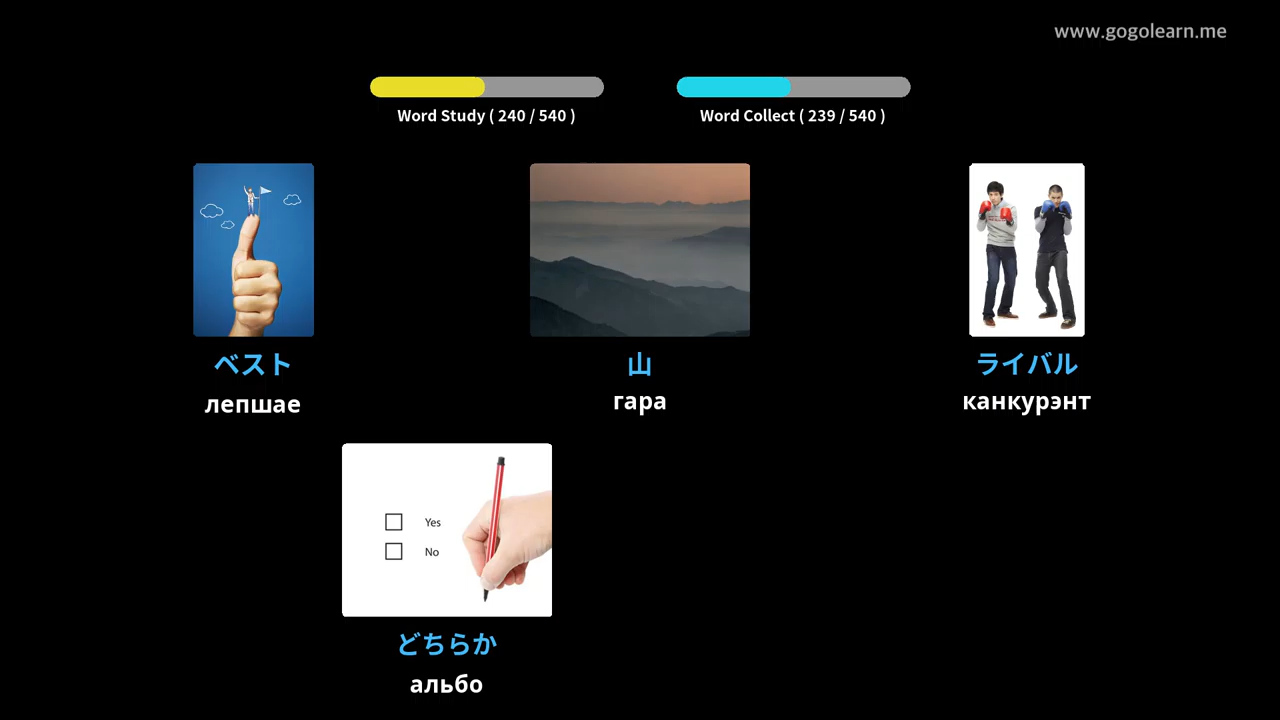 www.gogolearn.me
Word Study ( 240 / 540 )
Word Collect ( 239 / 540 )
ベスト
лепшае
山
гара
ライバル
канкурэнт
Yes
No
どちらか
альбо